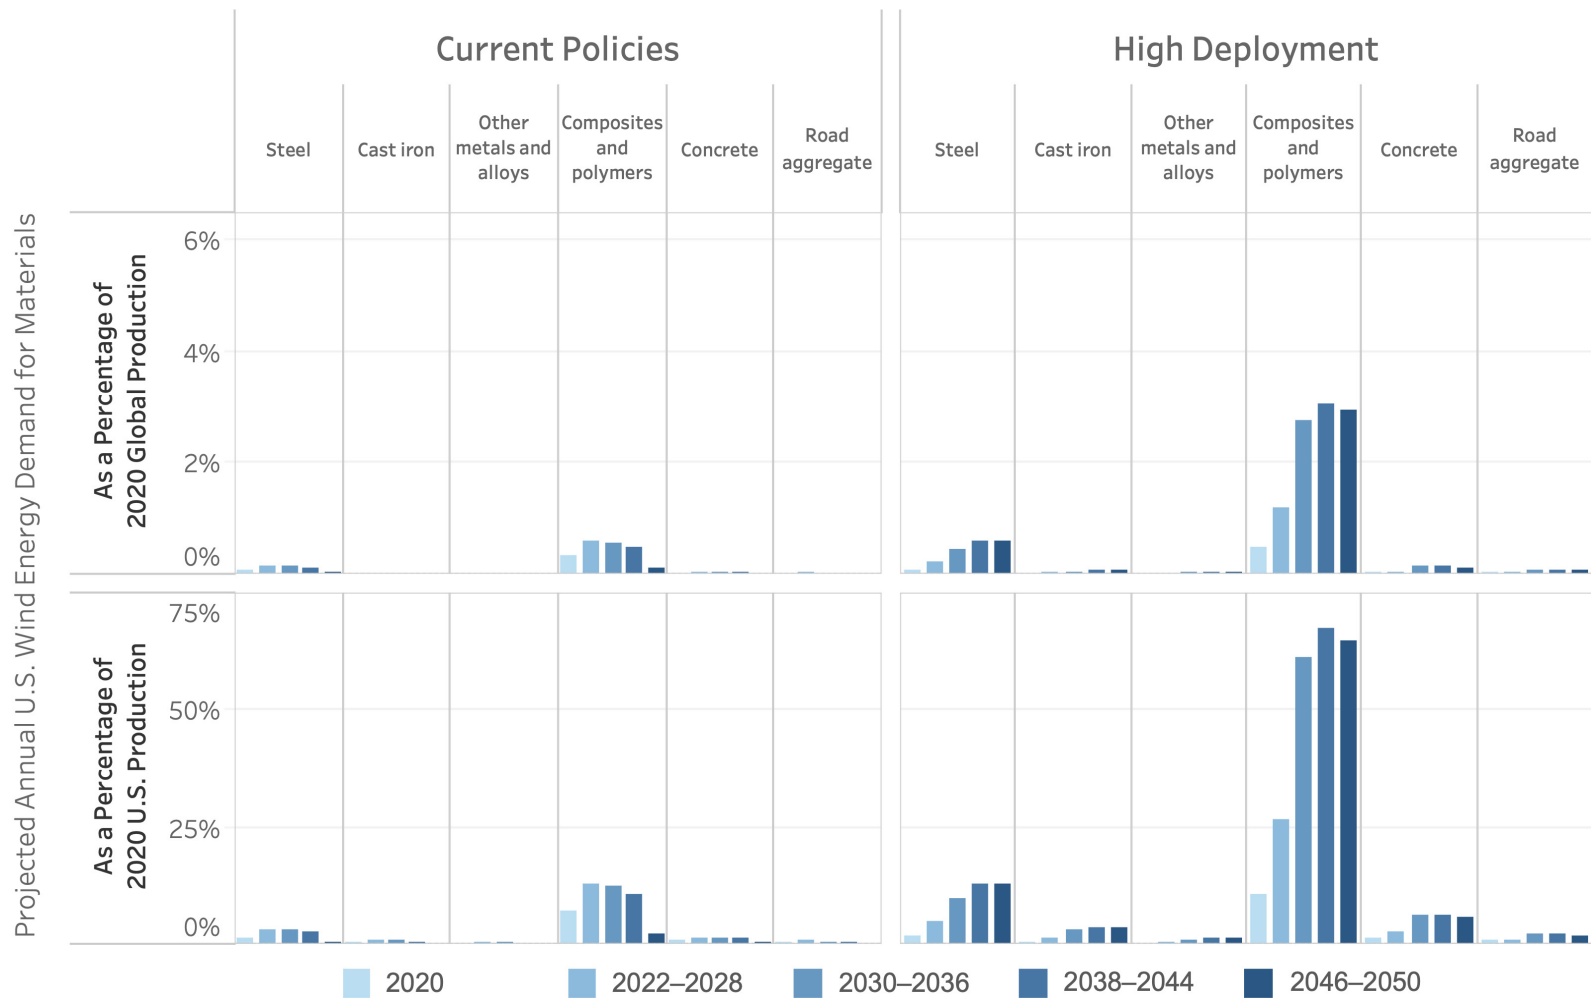 Current Policies
High Deployment
Steel
Cast iron
Other
metals and
alloys
Composites
and
polymers
Concrete
Road
aggregate
Steel
Cast iron
Other
metals and
alloys
Composites
and
polymers
Concrete
Road
aggregate
Projected Annual U.S. Wind Energy Demand for Materials
As a Percentage of
2020 Global Production
6%
4%
2%
0%
As a Percentage of
2020 U.S. Production
75%
50%
25%
0%
2020
2022–2028
2030–2036
2038–2044
2046–2050